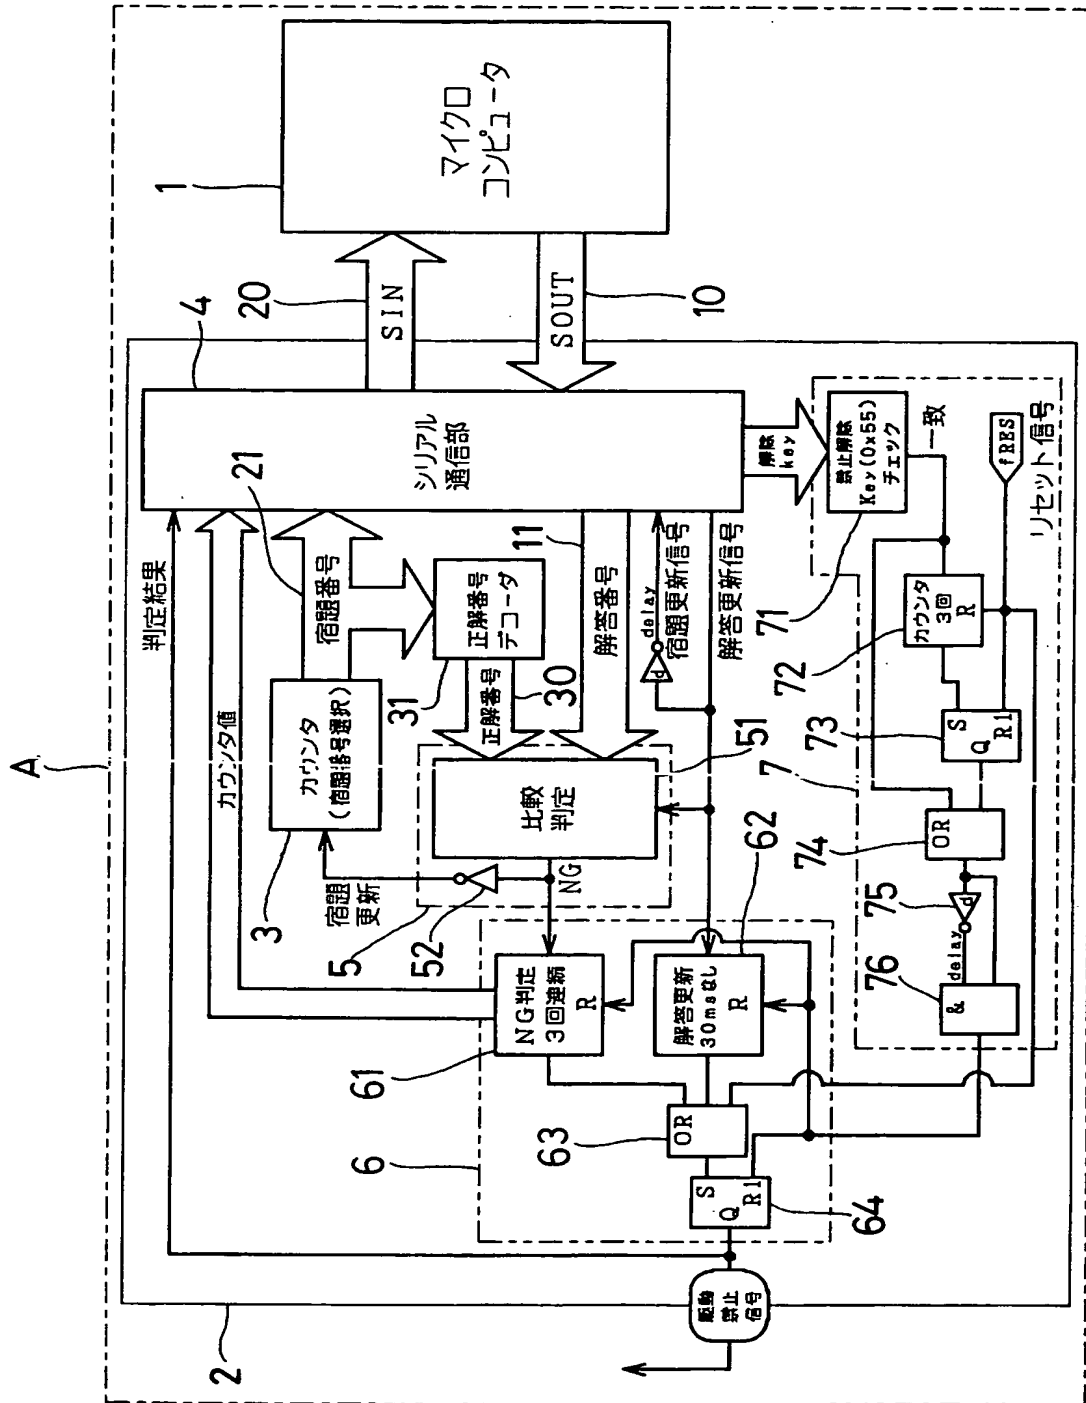 A
1
マイクロ
コンピュータ
20
SIN
SOUT
10
4
シリアル
通信部
判定結果
カウンタ値
21
宿題番号
カウンタ
(宿題番号選択)
3
宿題
更新
31
正解番号
デコーダ
正解番号
30
11
解答番号
delay
d
宿題更新信号
解答更新信号
51
比較
判定
5
52
NG
NG判定
3回連続
R
61
62
解答更新
30msなし
R
63
OR
6
S
Q
R1
64
駆動
禁止
信号
2
解除
key
禁止解除
Key(0x55)
チェック
71
一致
fRES
リセット信号
カウンタ
3回
R
72
73
S
Q
R1
7
74
OR
75
d
delay
76
&